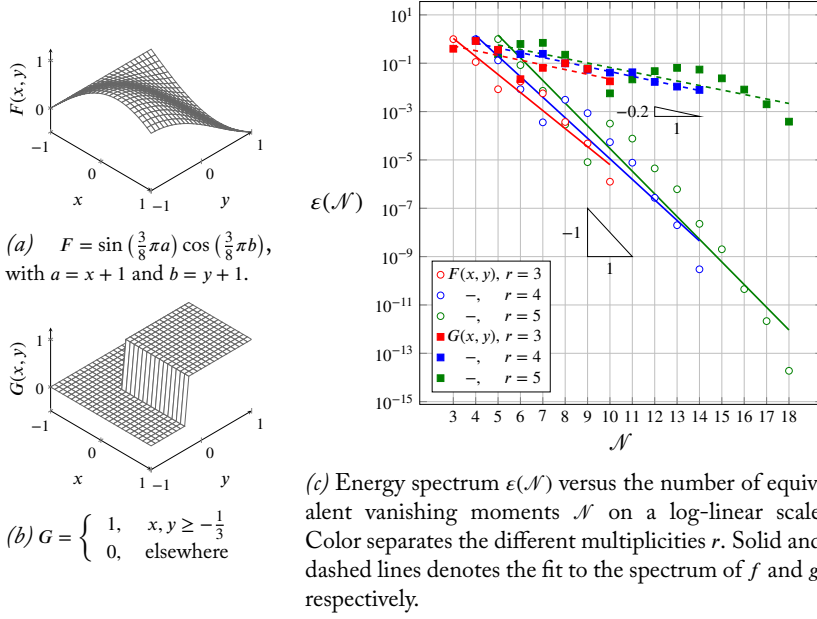 F(x, y)
1
0
−1
0
1
x
−1
0
1
y
(a) F = sin (3/8 πa) cos (3/8 πb),
with a = x + 1 and b = y + 1.
G(x, y)
1
0
−1
0
1
x
−1
0
1
y
(b) G = { 1, x, y ≥ −1/3
0, elsewhere
ε(𝒩)
10^1
10^−1
10^−3
10^−5
10^−7
10^−9
10^−11
10^−13
10^−15
−0.2
1
−1
1
F(x, y), r = 3
–, r = 4
–, r = 5
G(x, y), r = 3
–, r = 4
–, r = 5
3 4 5 6 7 8 9 10 11 12 13 14 15 16 17 18
𝒩
(c) Energy spectrum ε(𝒩) versus the number of equiv
alent vanishing moments 𝒩 on a log-linear scale
Color separates the different multiplicities r. Solid and
dashed lines denotes the fit to the spectrum of f and g
respectively.